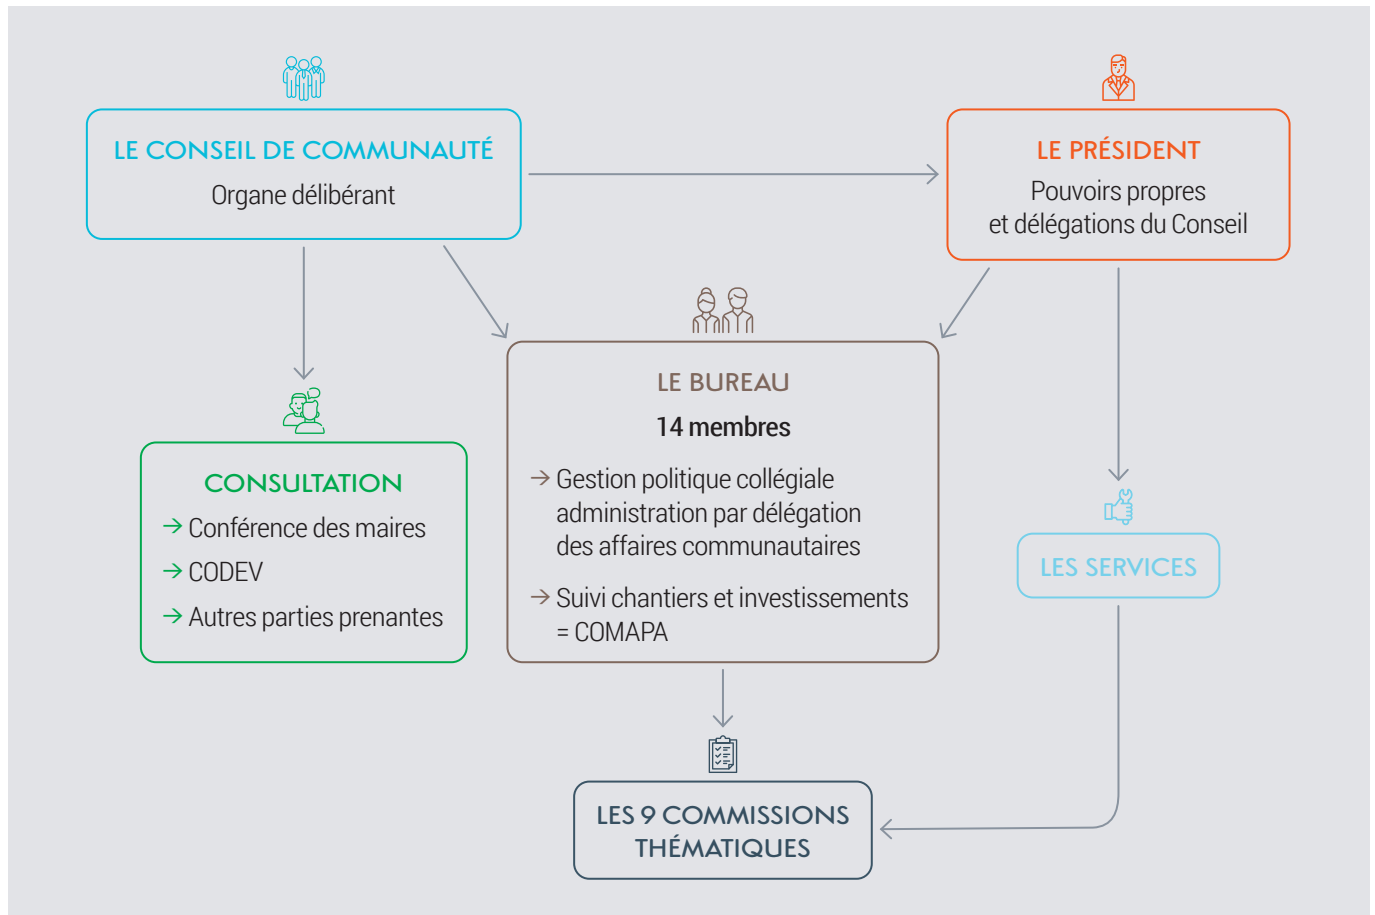 LE CONSEIL DE COMMUNAUTÉ
Organe délibérant
LE PRÉSIDENT
Pouvoirs propres
et délégations du Conseil
LE BUREAU
14 membres
→ Gestion politique collégiale
administration par délégation
des affaires communautaires
→ Suivi chantiers et investissements
= COMAPA
CONSULTATION
→ Conférence des maires
→ CODEV
→ Autres parties prenantes
LES SERVICES
LES 9 COMMISSIONS
THÉMATIQUES